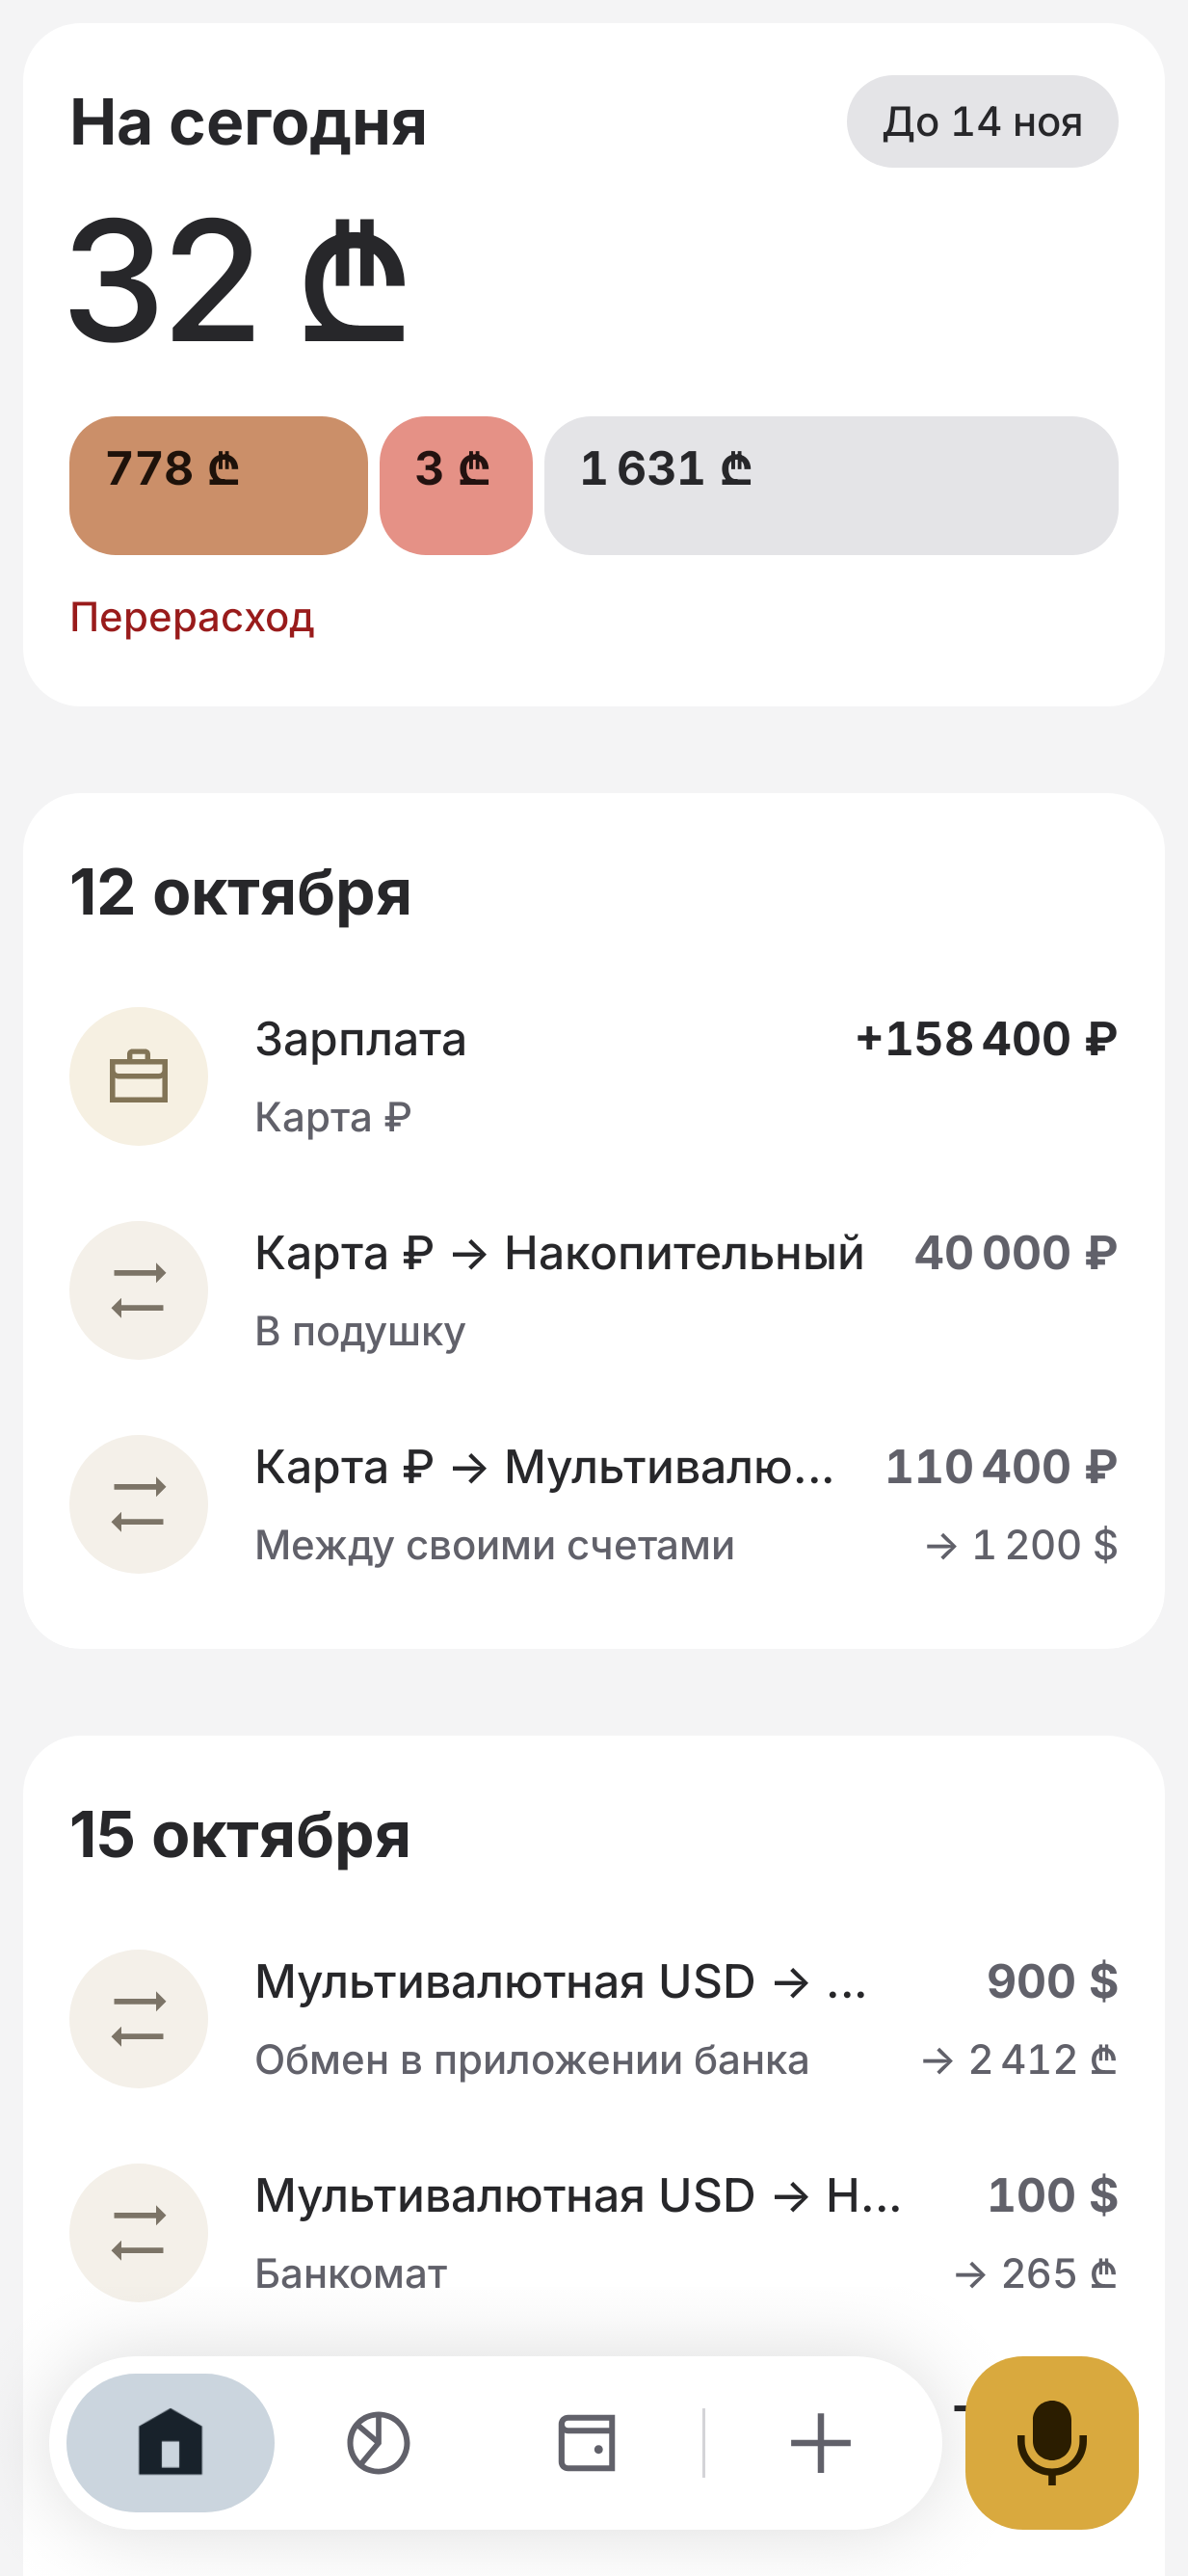 На сегодня
До 14 ноя
32 ₾
778 ₾
3 ₾
1 631 ₾
Перерасход
12 октября
Зарплата
+158 400 ₽
Карта ₽
Карта ₽ → Накопительный
40 000 ₽
В подушку
Карта ₽ → Мультивалю...
110 400 ₽
Между своими счетами
→ 1 200 $
15 октября
Мультивалютная USD → ...
900 $
Обмен в приложении банка
→ 2 412 ₾
Мультивалютная USD → Н...
100 $
Банкомат
→ 265 ₾